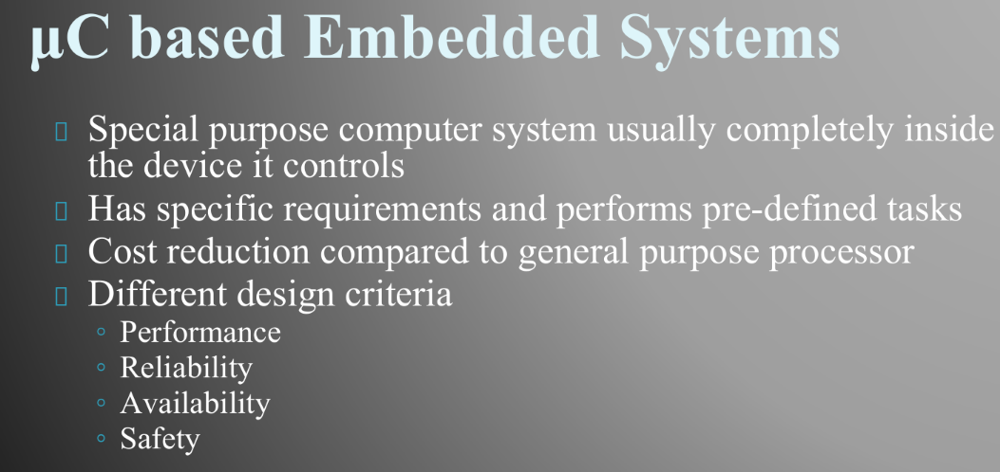 μC based Embedded Systems
Special purpose computer system usually completely inside
the device it controls
Has specific requirements and performs pre-defined tasks
Cost reduction compared to general purpose processor
Different design criteria
Performance
Reliability
Availability
Safety